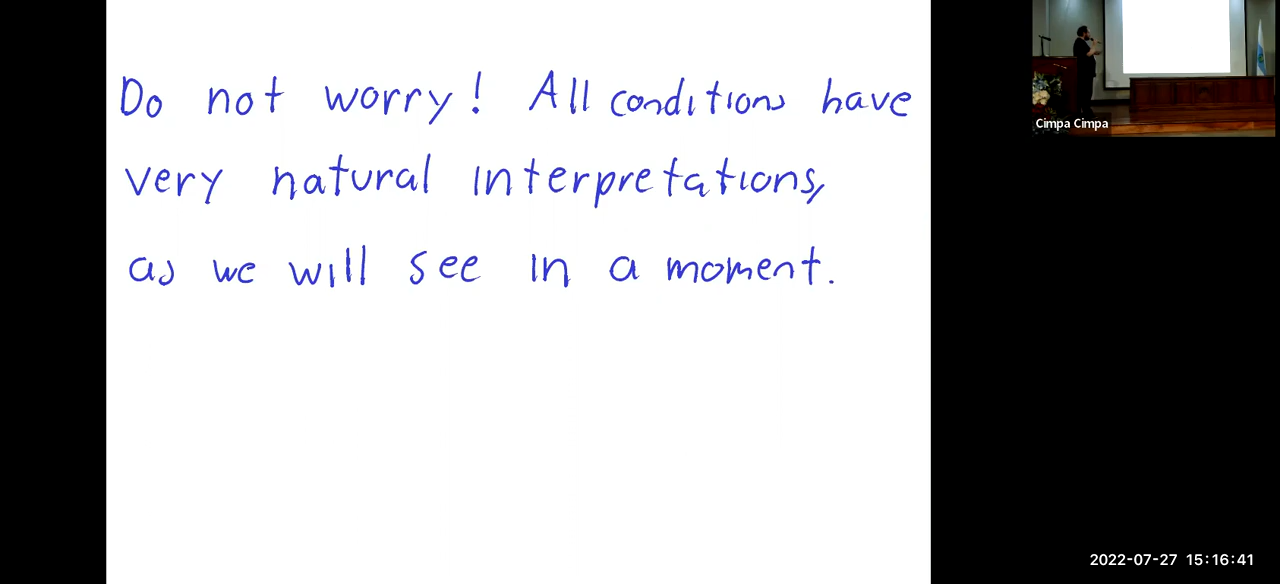 Do not worry! All conditions have
very natural interpretations,
as we will see in a moment.
Cimpa Cimpa
2022-07-27 15:16:41